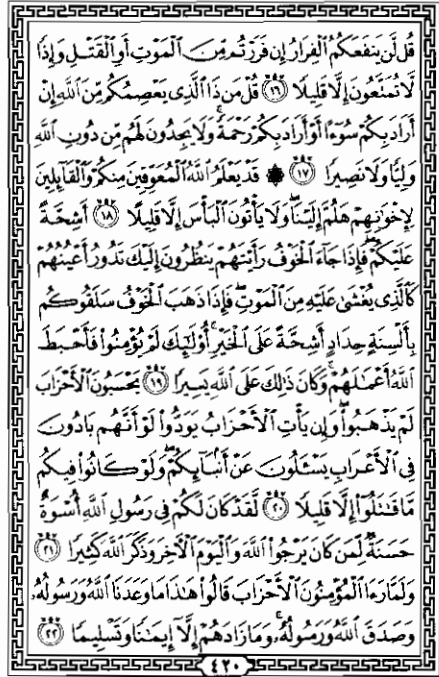 قُل لَّن يَنفَعَكُمُ ٱلْفِرَارُ إِن فَرَرْتُم مِّنَ ٱلْمَوْتِ أَوِ ٱلْقَتْلِ وَإِذًا
لَّا تُمَتَّعُونَ إِلَّا قَلِيلًا ١٦ قُلْ مَن ذَا ٱلَّذِى يَعْصِمُكُم مِّنَ ٱللَّهِ إِنْ
أَرَادَ بِكُمْ سُوٓءًا أَوْ أَرَادَ بِكُمْ رَحْمَةً ۚ وَلَا يَجِدُونَ لَهُم مِّن دُونِ ٱللَّهِ
وَلِيًّا وَلَا نَصِيرًا ١٧ ۞ قَدْ يَعْلَمُ ٱللَّهُ ٱلْمُعَوِّقِينَ مِنكُمْ وَٱلْقَآئِلِينَ
لِإِخْوَٰنِهِمْ هَلُمَّ إِلَيْنَا ۖ وَلَا يَأْتُونَ ٱلْبَأْسَ إِلَّا قَلِيلًا ١٨ أَشِحَّةً
عَلَيْكُمْ ۖ فَإِذَا جَآءَ ٱلْخَوْفُ رَأَيْتَهُمْ يَنظُرُونَ إِلَيْكَ تَدُورُ أَعْيُنُهُمْ
كَٱلَّذِى يُغْشَىٰ عَلَيْهِ مِنَ ٱلْمَوْتِ ۖ فَإِذَا ذَهَبَ ٱلْخَوْفُ سَلَقُوكُم
بِأَلْسِنَةٍ حِدَادٍ أَشِحَّةً عَلَى ٱلْخَيْرِ ۚ أُو۟لَٰٓئِكَ لَمْ يُؤْمِنُوا۟ فَأَحْبَطَ
ٱللَّهُ أَعْمَٰلَهُمْ ۚ وَكَانَ ذَٰلِكَ عَلَى ٱللَّهِ يَسِيرًا ١٩ يَحْسَبُونَ ٱلْأَحْزَابَ
لَمْ يَذْهَبُوا۟ ۖ وَإِن يَأْتِ ٱلْأَحْزَابُ يَوَدُّوا۟ لَوْ أَنَّهُم بَادُونَ
فِى ٱلْأَعْرَابِ يَسْـَٔلُونَ عَنْ أَنۢبَآئِكُمْ ۖ وَلَوْ كَانُوا۟ فِيكُم
مَّا قَٰتَلُوٓا۟ إِلَّا قَلِيلًا ٢٠ لَّقَدْ كَانَ لَكُمْ فِى رَسُولِ ٱللَّهِ أُسْوَةٌ
حَسَنَةٌ لِّمَن كَانَ يَرْجُوا۟ ٱللَّهَ وَٱلْيَوْمَ ٱلْءَاخِرَ وَذَكَرَ ٱللَّهَ كَثِيرًا ٢١
وَلَمَّا رَءَا ٱلْمُؤْمِنُونَ ٱلْأَحْزَابَ قَالُوا۟ هَٰذَا مَا وَعَدَنَا ٱللَّهُ وَرَسُولُهُۥ
وَصَدَقَ ٱللَّهُ وَرَسُولُهُۥ ۚ وَمَا زَادَهُمْ إِلَّآ إِيمَٰنًا وَتَسْلِيمًا ٢٢
٤٢٠